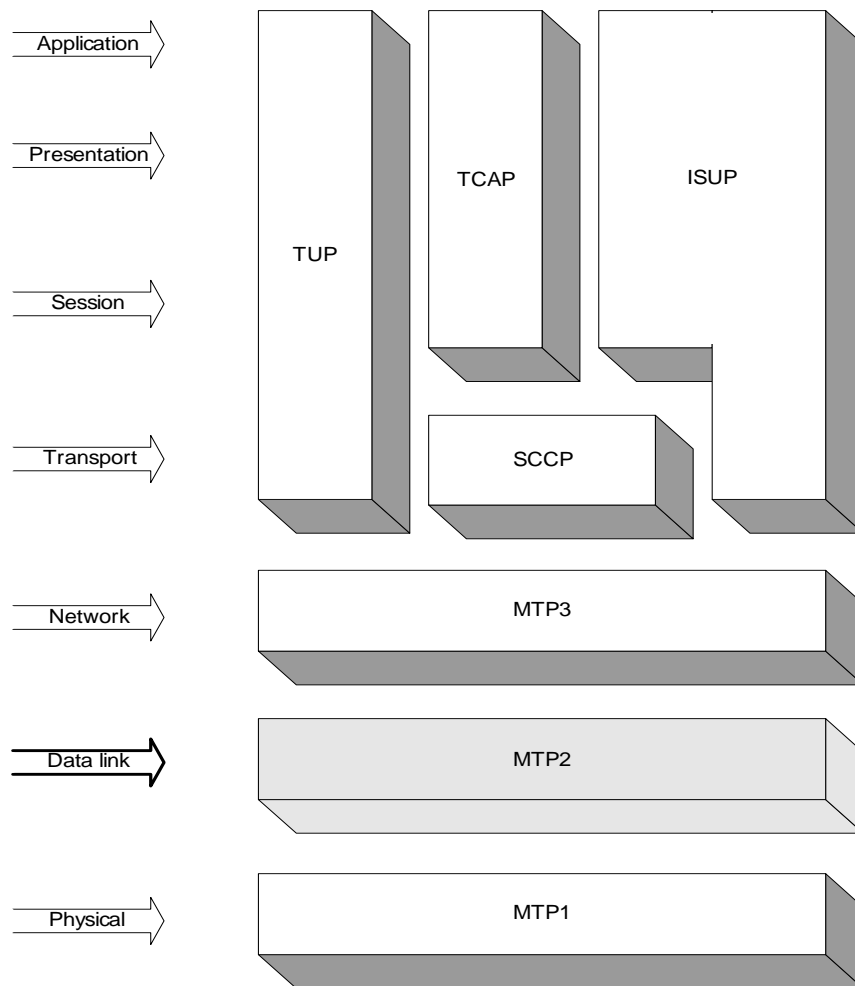 Application
Presentation
TCAP
ISUP
TUP
Session
Transport
SCCP
Network
MTP3
Data link
MTP2
Physical
MTP1